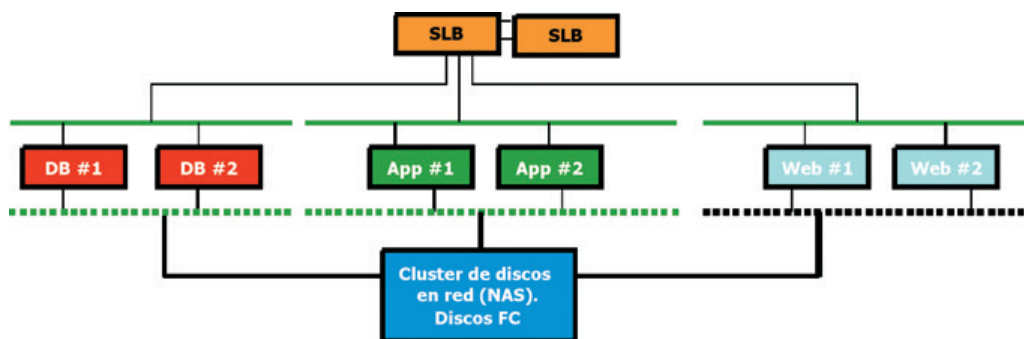 SLB
SLB
DB #1
DB #2
App #1
App #2
Web #1
Web #2
Cluster de discos
en red (NAS).
Discos FC